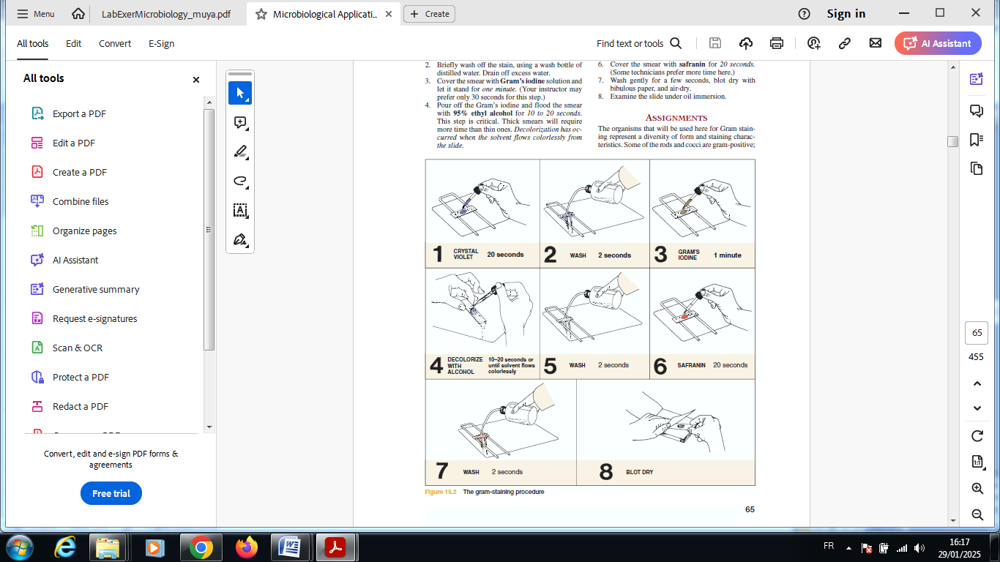 Menu
LabExerMicrobiology_muya.pdf
Microbiological Applicati...
Create
Sign in
All tools
Edit
Convert
E-Sign
Find text or tools
AI Assistant
All tools
Export a PDF
Edit a PDF
Create a PDF
Combine files
Organize pages
AI Assistant
Generative summary
Request e-signatures
Scan & OCR
Protect a PDF
Redact a PDF
Convert, edit and e-sign PDF forms &
agreements
Free trial
2. Briefly wash off the stain, using a wash bottle of
distilled water. Drain off excess water.
3. Cover the smear with Gram's iodine solution and
let it stand for one minute. (Your instructor may
prefer only 30 seconds for this step.)
4. Pour off the Gram's iodine and flood the smear
with 95% ethyl alcohol for 10 to 20 seconds.
This step is critical. Thick smears will require
more time than thin ones. Decolorization has oc-
curred when the solvent flows colorlessly from
the slide.
6. Cover the smear with safranin for 20 seconds.
(Some technicians prefer more time here.)
7. Wash gently for a few seconds, blot dry with
bibulous paper, and air-dry.
8. Examine the slide under oil immersion.
ASSIGNMENTS
The organisms that will be used here for Gram stain-
ing represent a diversity of form and staining charac-
teristics. Some of the rods and cocci are gram-positive;
1 CRYSTAL VIOLET 20 seconds
2 WASH 2 seconds
3 GRAM'S IODINE 1 minute
4 DECOLORIZE WITH ALCOHOL 10–20 seconds or until solvent flows colorlessly
5 WASH 2 seconds
6 SAFRANIN 20 seconds
7 WASH 2 seconds
8 BLOT DRY
Figure 15.2 The gram-staining procedure
65
65
455
1:1
FR
16:17
29/01/2025